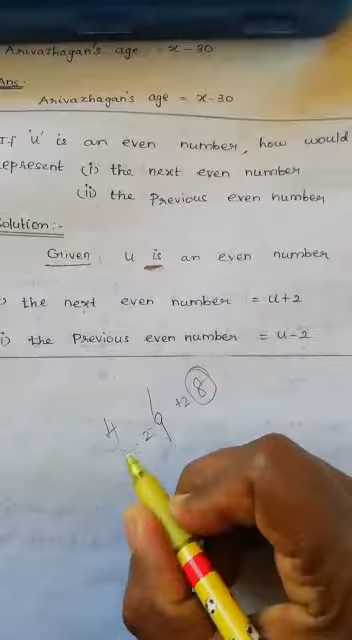 Arivazhagan's age = x-30
Ans:
Arivazhagan's age = x-30
If 'u' is an even number, how would
represent (i) the next even number
(ii) the Previous even number
Solution:-
Given u is an even number
) the next even number = u+2
i) the Previous even number = u-2
4 -2 6 +2 8